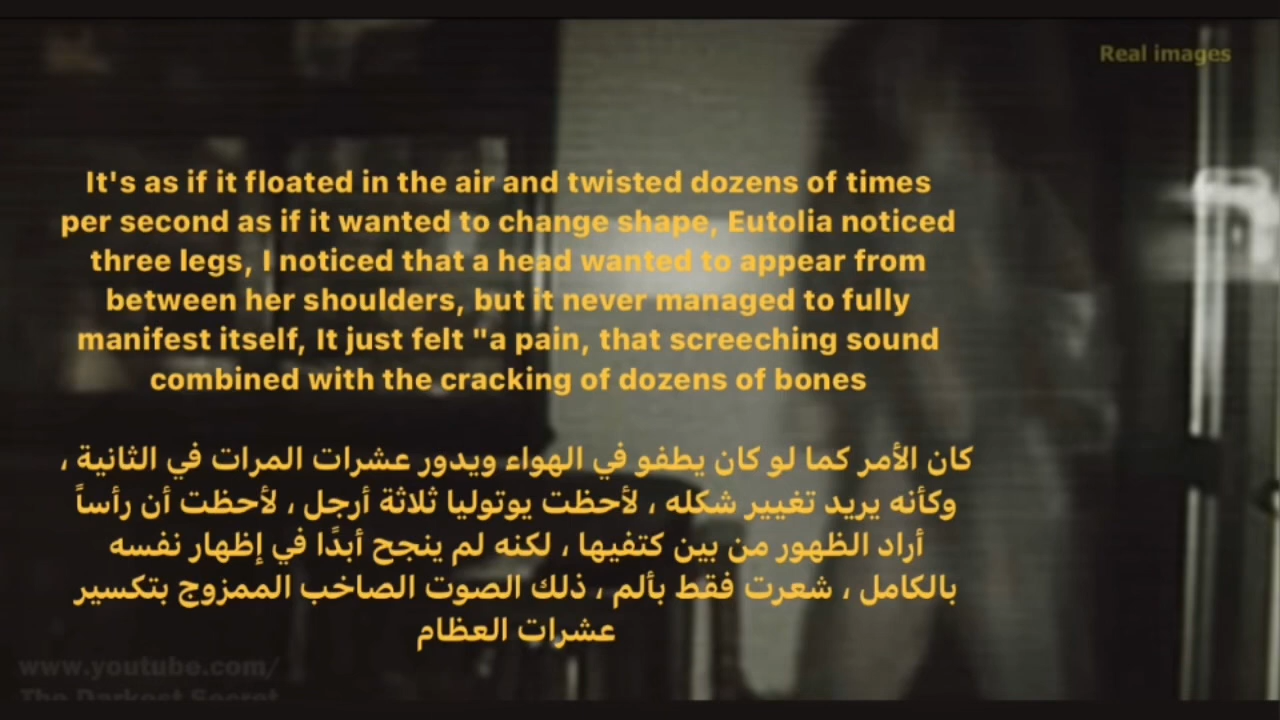 Real images
It's as if it floated in the air and twisted dozens of times
per second as if it wanted to change shape, Eutolia noticed
three legs, I noticed that a head wanted to appear from
between her shoulders, but it never managed to fully
manifest itself, It just felt "a pain, that screeching sound
combined with the cracking of dozens of bones
كان الأمر كما لو كان يطفو في الهواء ويدور عشرات المرات في الثانية ،
وكأنه يريد تغيير شكله ، لأحظت يوتوليا ثلاثة أرجل ، لأحظت أن رأساً
أراد الظهور من بين كتفيها ، لكنه لم ينجح أبدًا في إظهار نفسه
بالكامل ، شعرت فقط بألم ، ذلك الصوت الصاخب الممزوج بتكسير
عشرات العظام
www.youtube.com/
The Darkest Secret